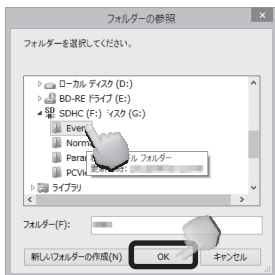 フォルダーの参照
フォルダーを選択してください。
ローカル ディスク (D:)
BD-RE ドライブ (E:)
SDHC (F:) ィスク (G:)
Even
Norm
Para
ル フォルダー
PCVie
ライブラリ
フォルダー(F):
新しいフォルダーの作成(N)
OK
キャンセル